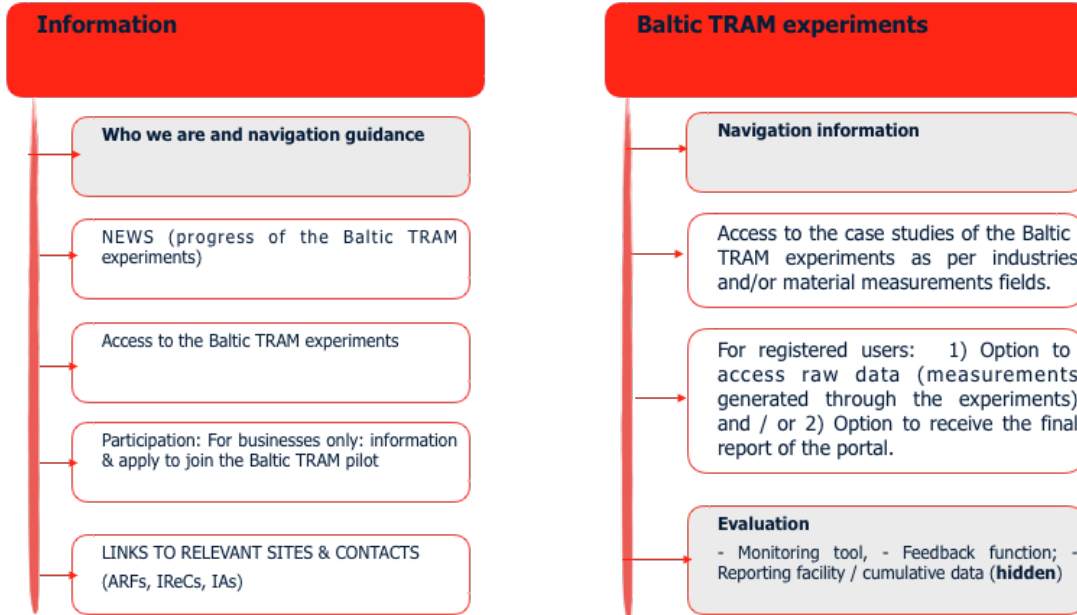 Information
Who we are and navigation guidance
NEWS (progress of the Baltic TRAM
experiments)
Access to the Baltic TRAM experiments
Participation: For businesses only: information
& apply to join the Baltic TRAM pilot
LINKS TO RELEVANT SITES & CONTACTS
(ARFs, IReCs, IAs)
Baltic TRAM experiments
Navigation information
Access to the case studies of the Baltic
TRAM experiments as per industries
and/or material measurements fields.
For registered users: 1) Option to
access raw data (measurements
generated through the experiments)
and / or 2) Option to receive the final
report of the portal.
Evaluation
- Monitoring tool, - Feedback function; -
Reporting facility / cumulative data (hidden)